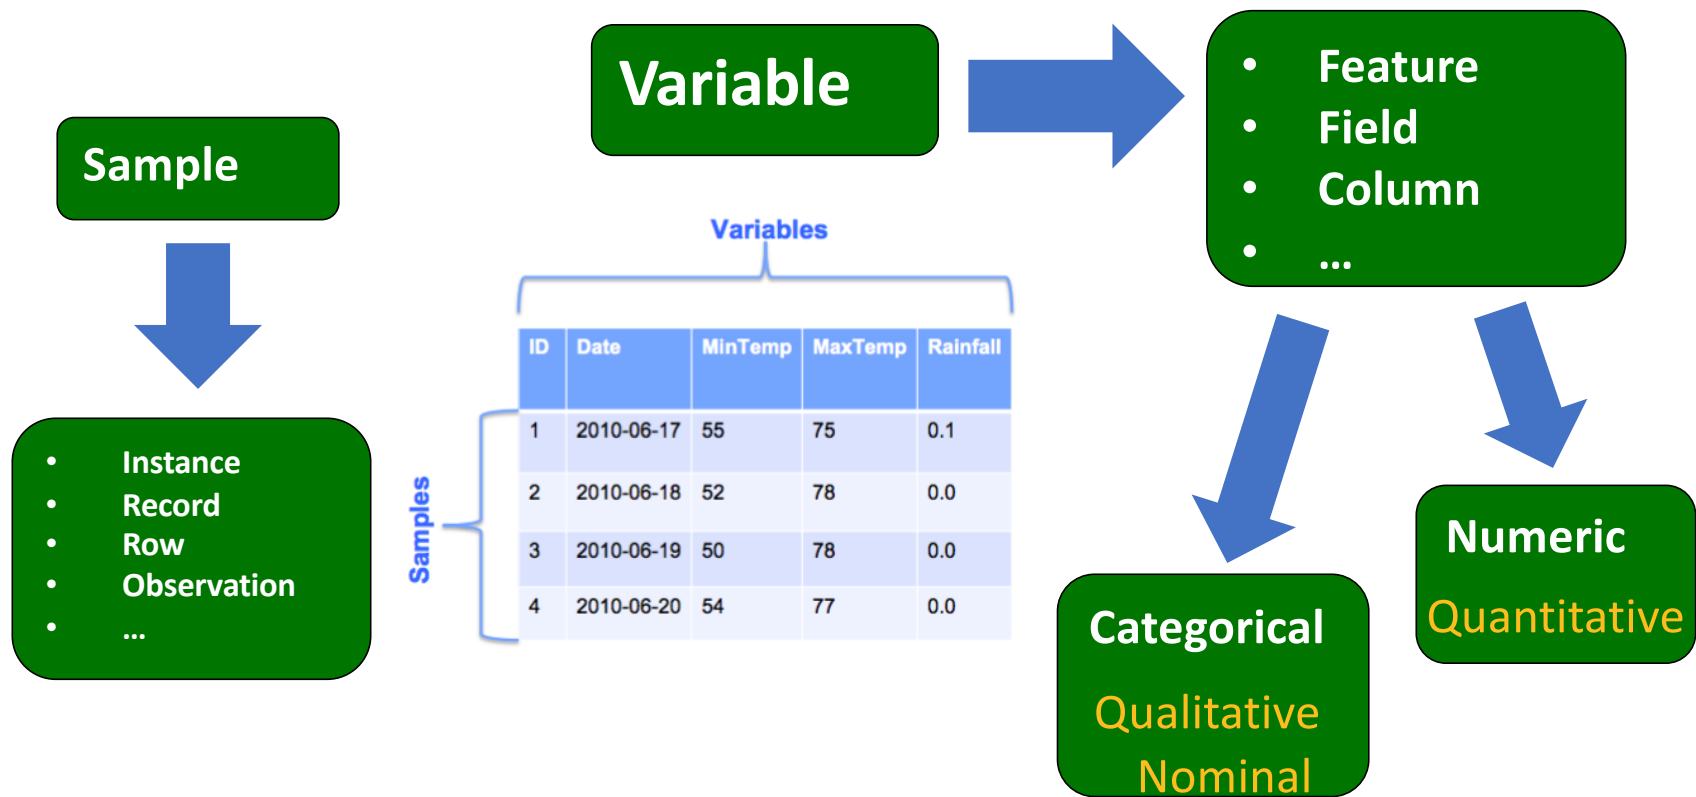 Variable
• Feature
• Field
• Column
• ...
Sample
• Instance
• Record
• Row
• Observation
• ...
Variables
Samples
ID Date MinTemp MaxTemp Rainfall
1 2010-06-17 55 75 0.1
2 2010-06-18 52 78 0.0
3 2010-06-19 50 78 0.0
4 2010-06-20 54 77 0.0
Categorical
Qualitative
Nominal
Numeric
Quantitative